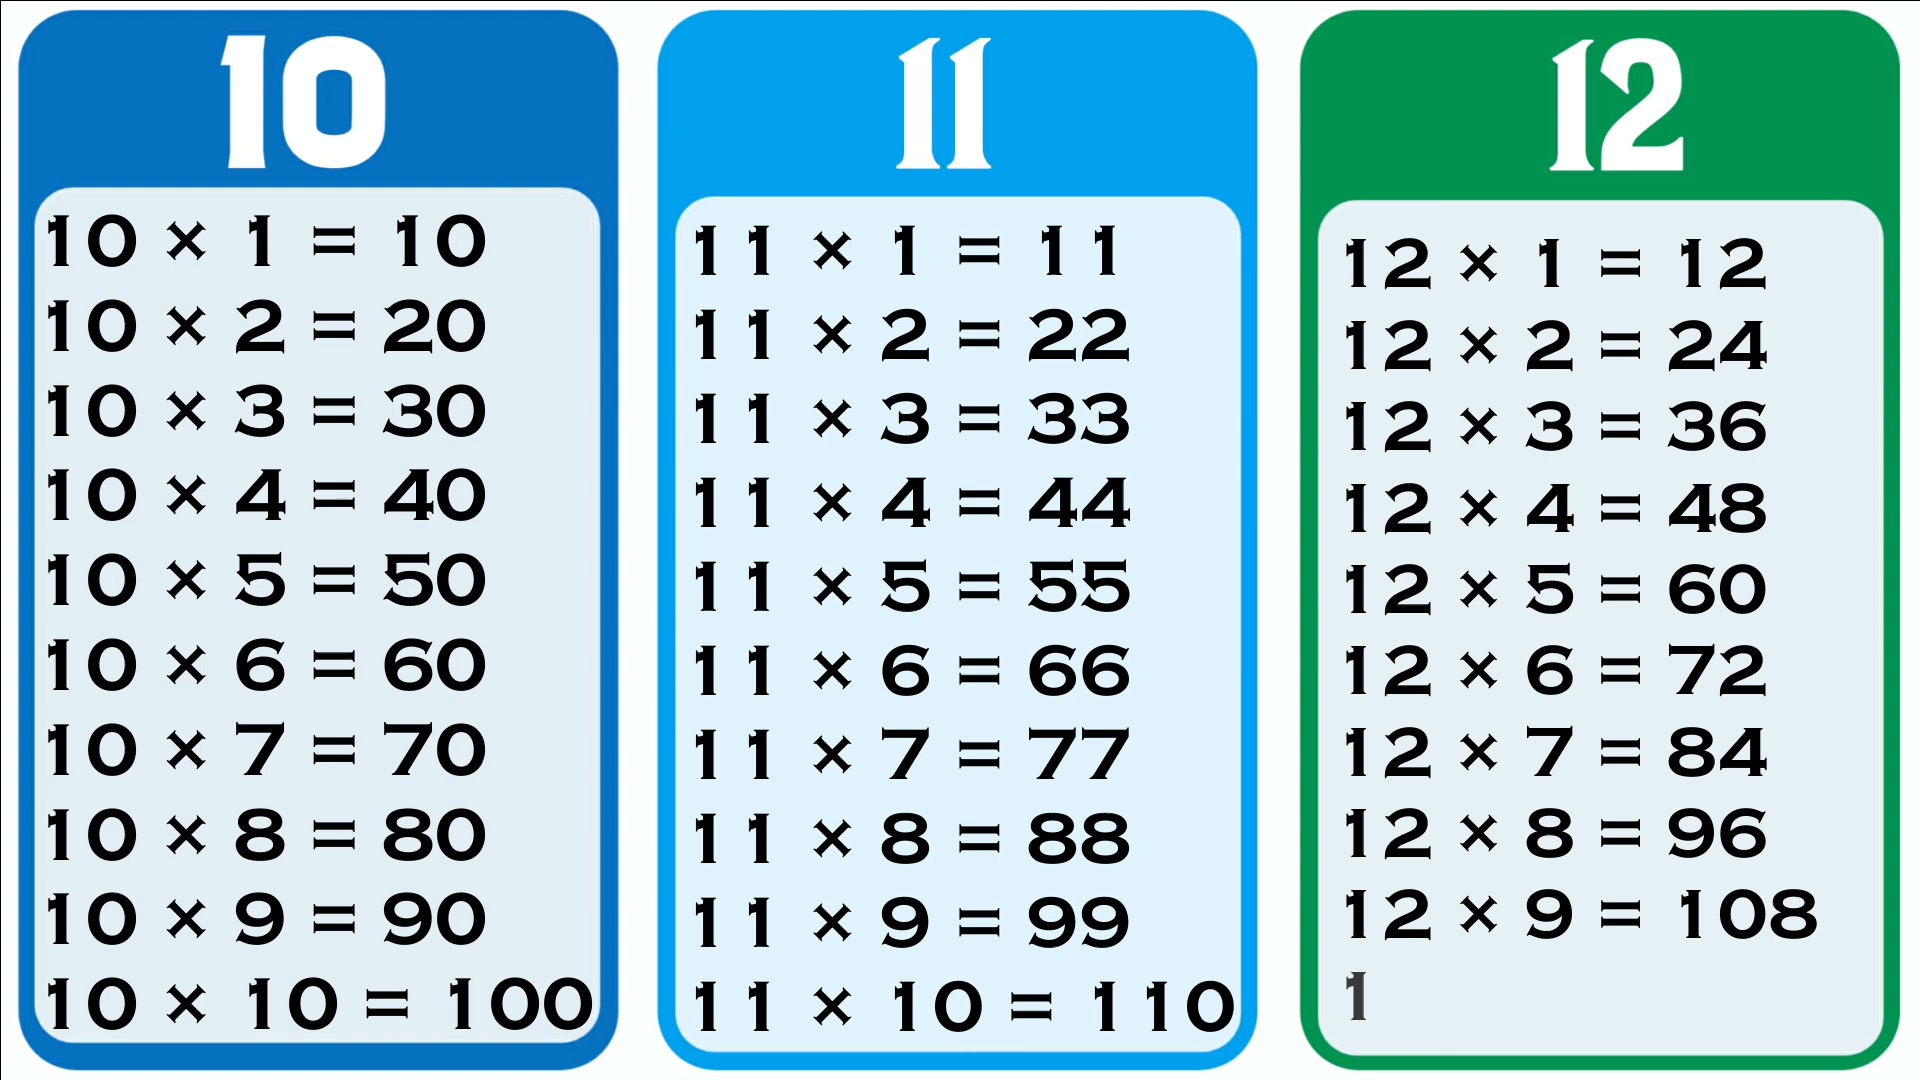 10
10 × 1 = 10
10 × 2 = 20
10 × 3 = 30
10 × 4 = 40
10 × 5 = 50
10 × 6 = 60
10 × 7 = 70
10 × 8 = 80
10 × 9 = 90
10 × 10 = 100
11
11 × 1 = 11
11 × 2 = 22
11 × 3 = 33
11 × 4 = 44
11 × 5 = 55
11 × 6 = 66
11 × 7 = 77
11 × 8 = 88
11 × 9 = 99
11 × 10 = 110
12
12 × 1 = 12
12 × 2 = 24
12 × 3 = 36
12 × 4 = 48
12 × 5 = 60
12 × 6 = 72
12 × 7 = 84
12 × 8 = 96
12 × 9 = 108
1